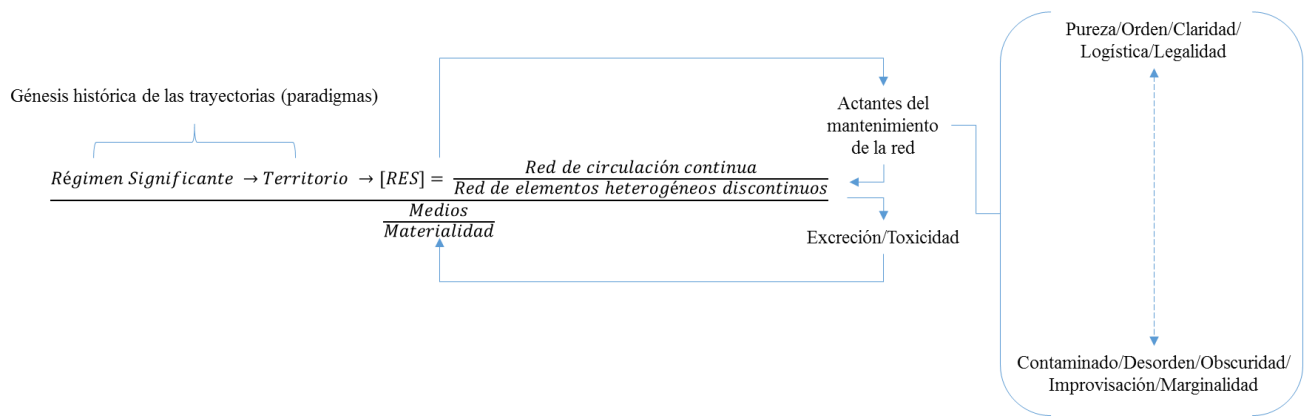 Pureza/Orden/Claridad/
Logística/Legalidad
Génesis histórica de las trayectorias (paradigmas)
Actantes del
mantenimiento
de la red
Régimen Significante → Territorio → [RES] = Red de circulación continua
Red de elementos heterogéneos discontinuos
Medios
Materialidad
Excreción/Toxicidad
Contaminado/Desorden/Obscuridad/
Improvisación/Marginalidad